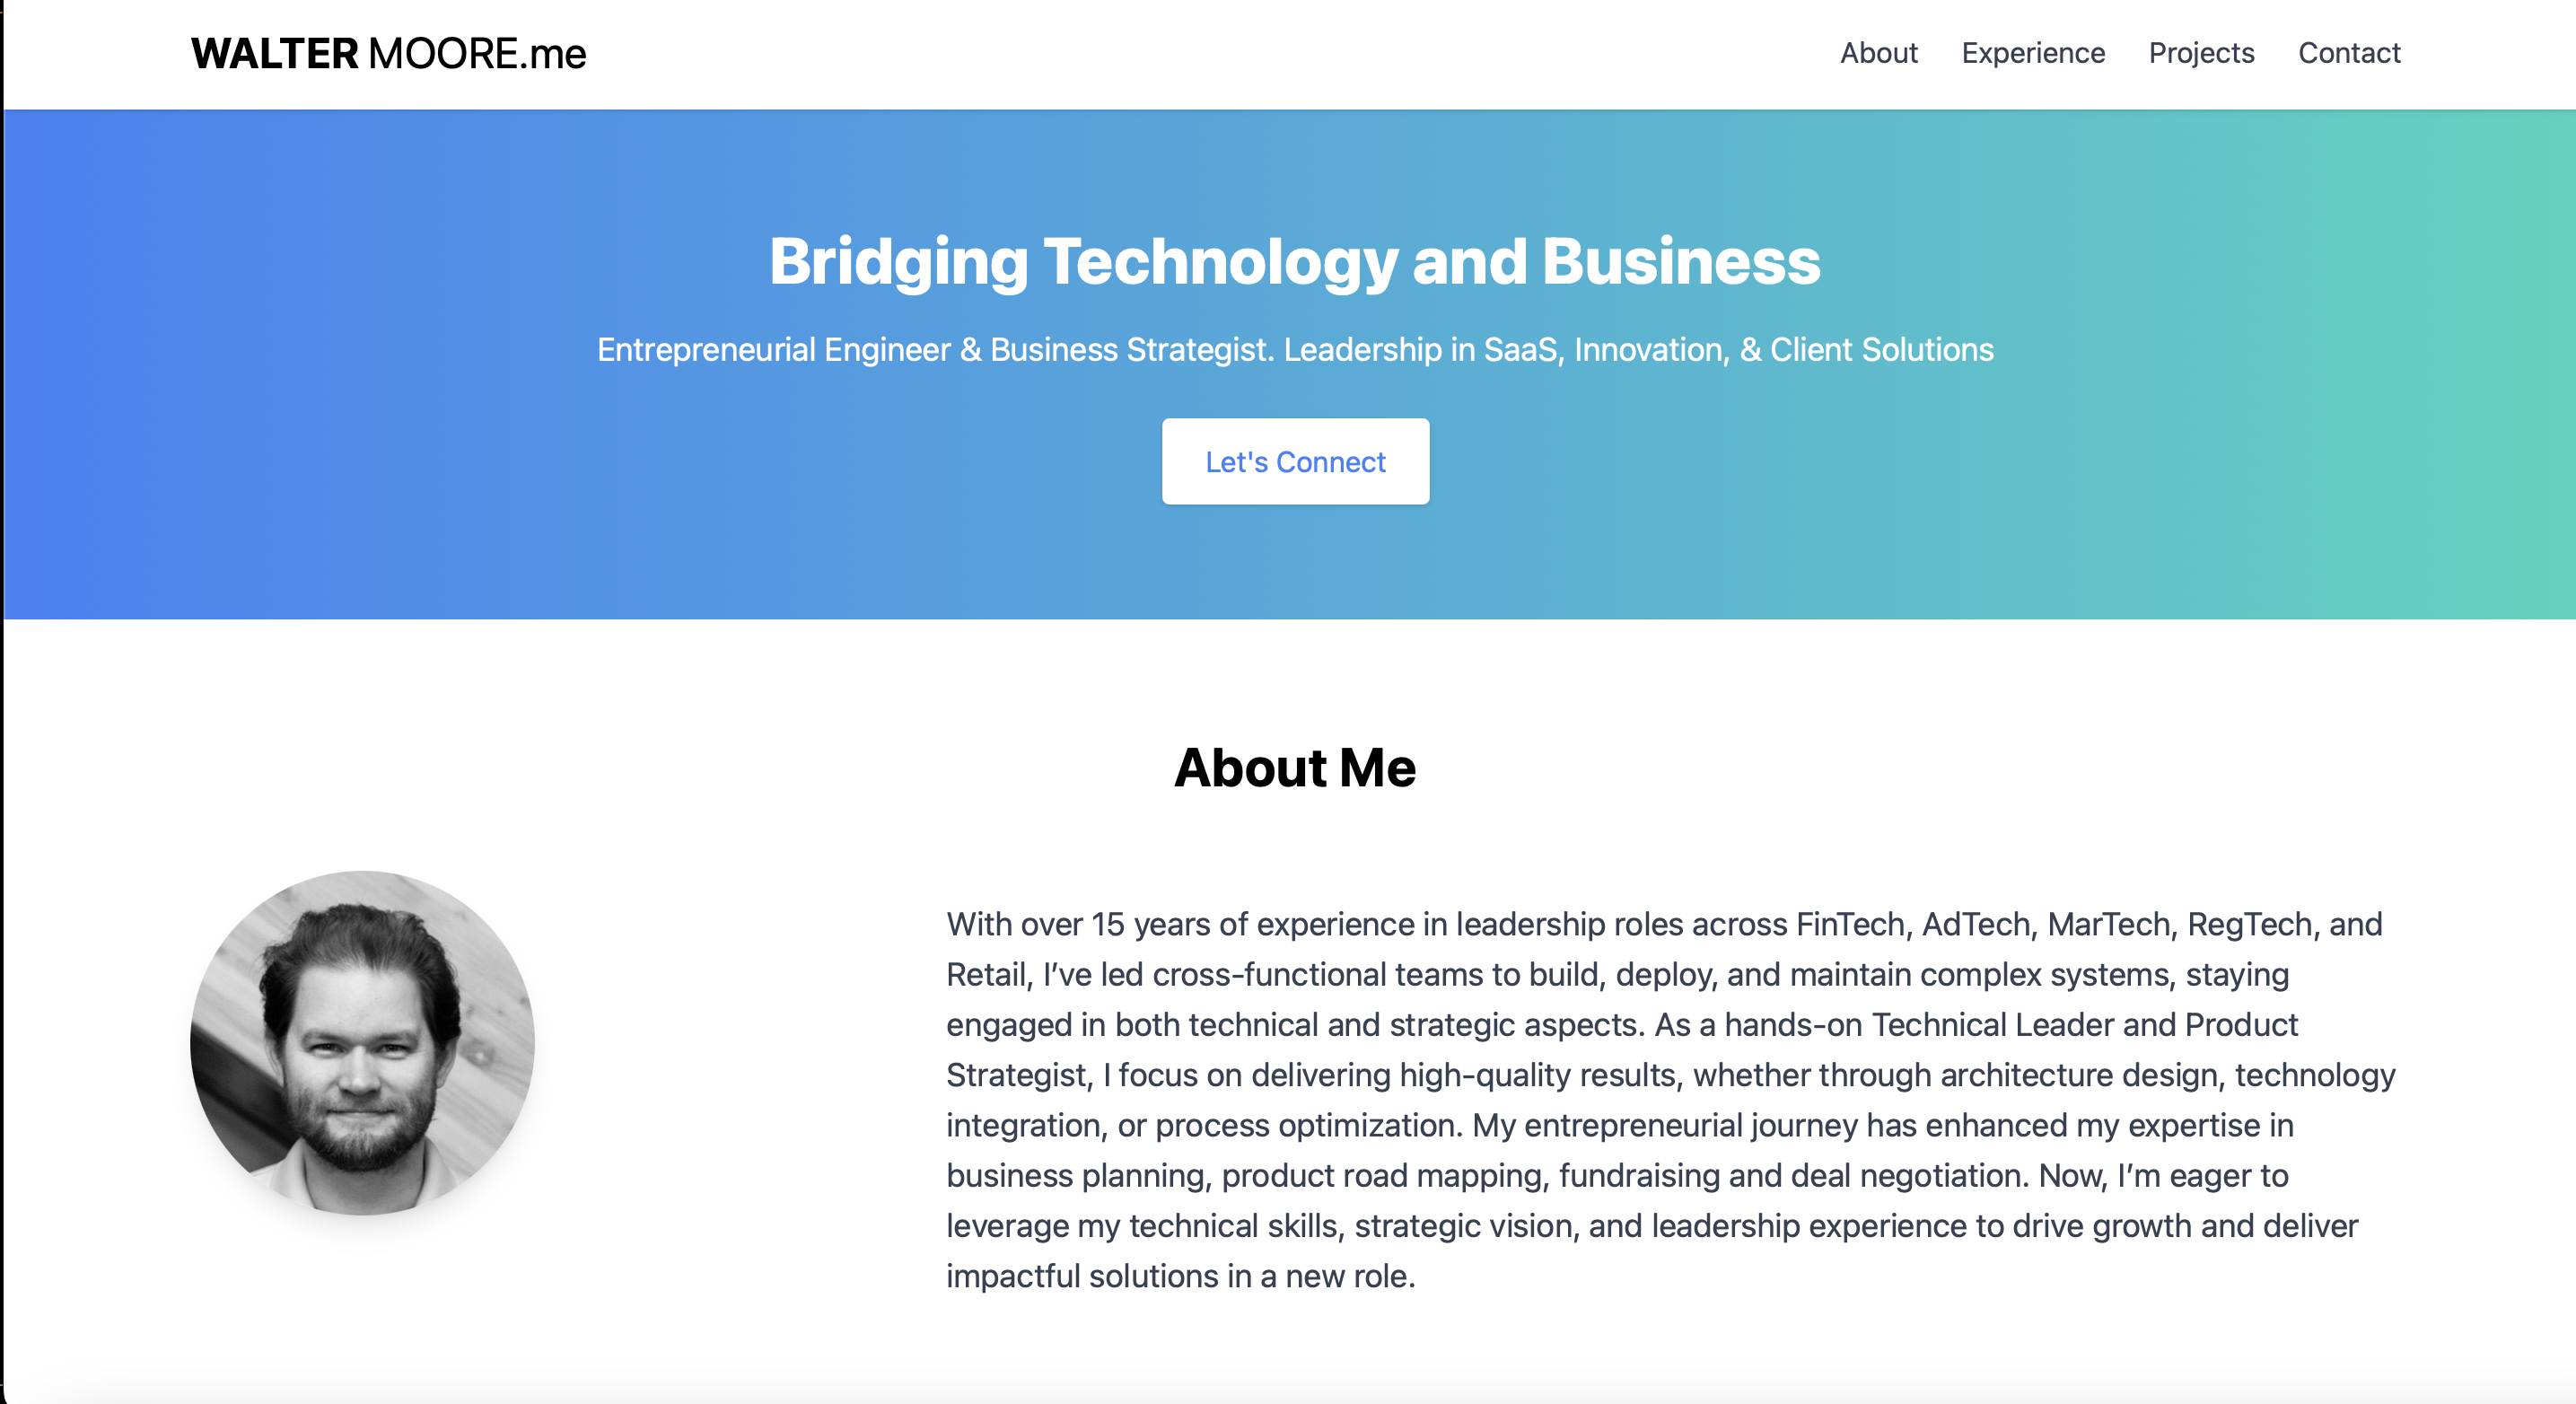 WALTER MOORE.me
About Experience Projects Contact
Bridging Technology and Business
Entrepreneurial Engineer & Business Strategist. Leadership in SaaS, Innovation, & Client Solutions
Let's Connect
About Me
With over 15 years of experience in leadership roles across FinTech, AdTech, MarTech, RegTech, and
Retail, I’ve led cross-functional teams to build, deploy, and maintain complex systems, staying
engaged in both technical and strategic aspects. As a hands-on Technical Leader and Product
Strategist, I focus on delivering high-quality results, whether through architecture design, technology
integration, or process optimization. My entrepreneurial journey has enhanced my expertise in
business planning, product road mapping, fundraising and deal negotiation. Now, I’m eager to
leverage my technical skills, strategic vision, and leadership experience to drive growth and deliver
impactful solutions in a new role.